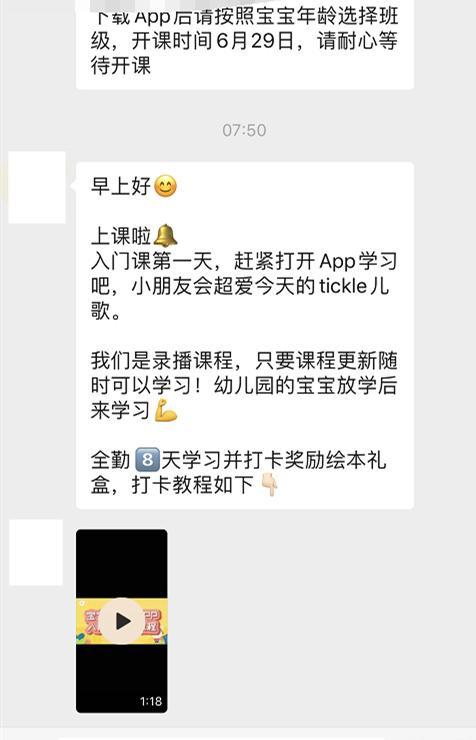 下载App后请按照宝宝年龄选择班
级，开课时间6月29日，请耐心等
待开课
07:50
早上好😊
上课啦🔔
入门课第一天，赶紧打开App学习
吧，小朋友会超爱今天的tickle儿
歌。
我们是录播课程，只要课程更新随
时可以学习！幼儿园的宝宝放学后
来学习💪
全勤8️⃣天学习并打卡奖励绘本礼
盒，打卡教程如下👇🏻
1:18